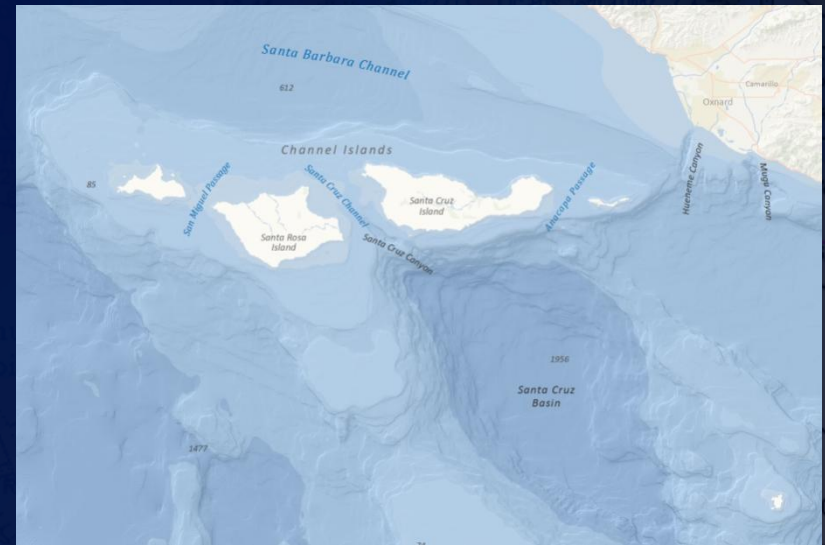 Santa Barbara Channel
612
Camarillo
Oxnard
Channel Islands
85
San Miguel Passage
Santa Cruz Channel
Santa Cruz
Island
Anacapa Passage
Hueneme Canyon
Mugu Canyon
Santa Rosa
Island
Santa Cruz Canyon
1956
Santa Cruz
Basin
1477